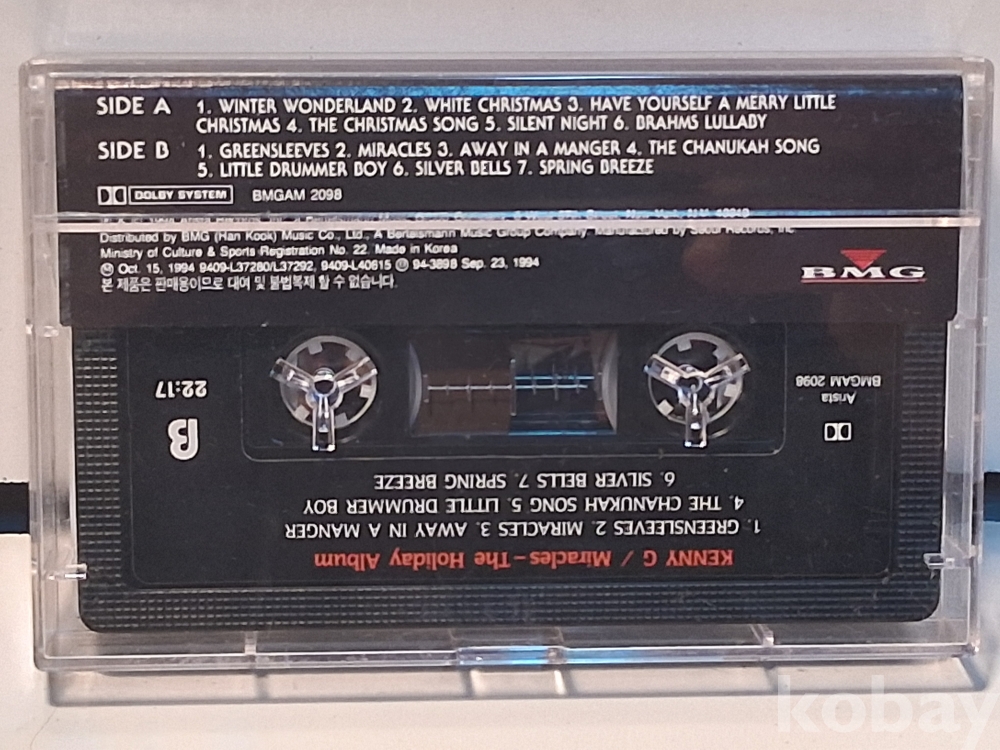 SIDE A 1. WINTER WONDERLAND 2. WHITE CHRISTMAS 3. HAVE YOURSELF A MERRY LITTLE
CHRISTMAS 4. THE CHRISTMAS SONG 5. SILENT NIGHT 6. BRAHMS LULLABY
SIDE B 1. GREENSLEEVES 2. MIRACLES 3. AWAY IN A MANGER 4. THE CHANUKAH SONG
5. LITTLE DRUMMER BOY 6. SILVER BELLS 7. SPRING BREEZE
DOLBY SYSTEM BMGAM 2098
Distributed by BMG (Han Kook) Music Co., Ltd., A Bertelsmann Music Group Company. Manufactured by Seoul Records, Inc
Ministry of Culture & Sports Registration No. 22. Made in Korea
Ⓜ Oct. 15, 1994 9409-L37280/L37292, 9409-L40615 Ⓟ 94-3898 Sep. 23, 1994
본 제품은 판매용이므로 대여 및 불법복제 할 수 없습니다.
BMG
KENNY G / Miracles-The Holiday Album
1. GREENSLEEVES 2. MIRACLES 3. AWAY IN A MANGER
4. THE CHANUKAH SONG 5. LITTLE DRUMMER BOY
6. SILVER BELLS 7. SPRING BREEZE
B
22:17
Arista
BMGAM 2098
kobay